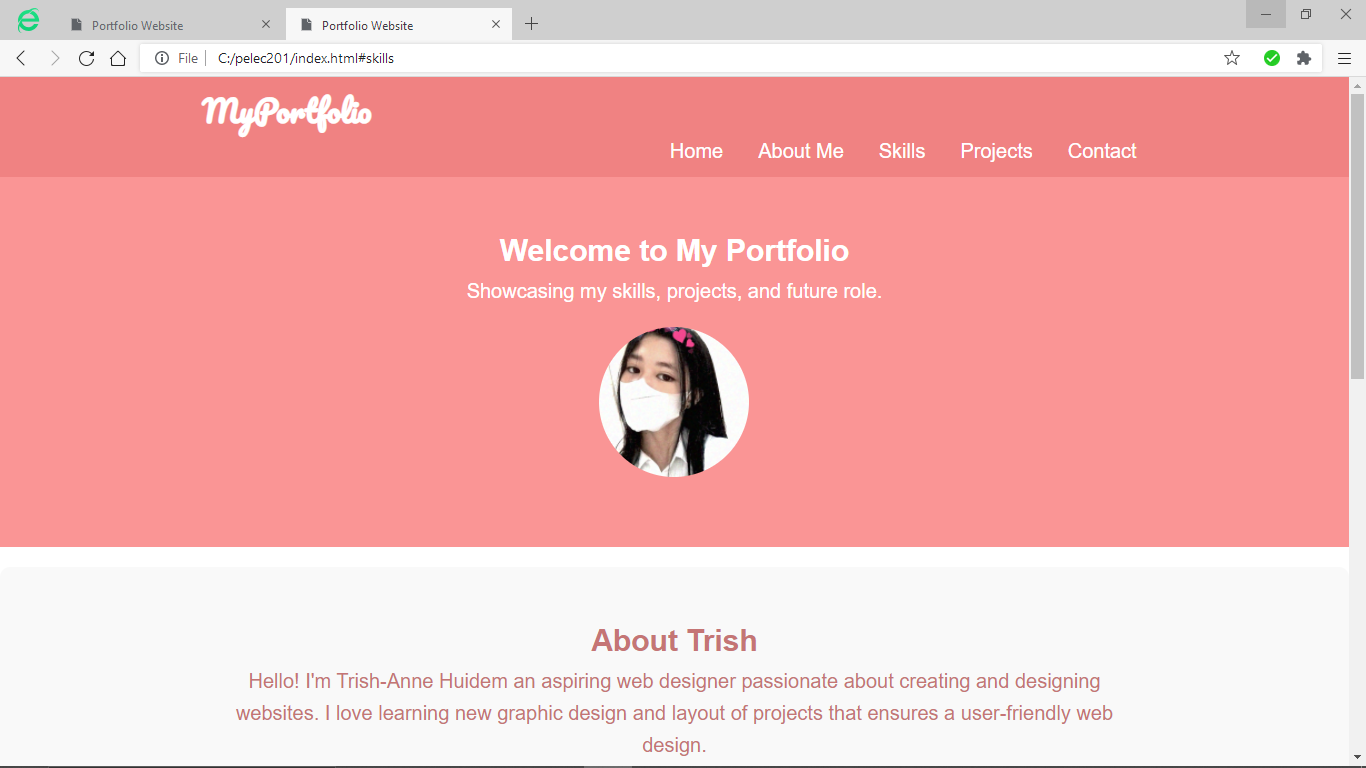 Portfolio Website
Portfolio Website
File C:/pelec201/index.html#skills
MyPortfolio
Home About Me Skills Projects Contact
Welcome to My Portfolio
Showcasing my skills, projects, and future role.
About Trish
Hello! I'm Trish-Anne Huidem an aspiring web designer passionate about creating and designing
websites. I love learning new graphic design and layout of projects that ensures a user-friendly web
design.